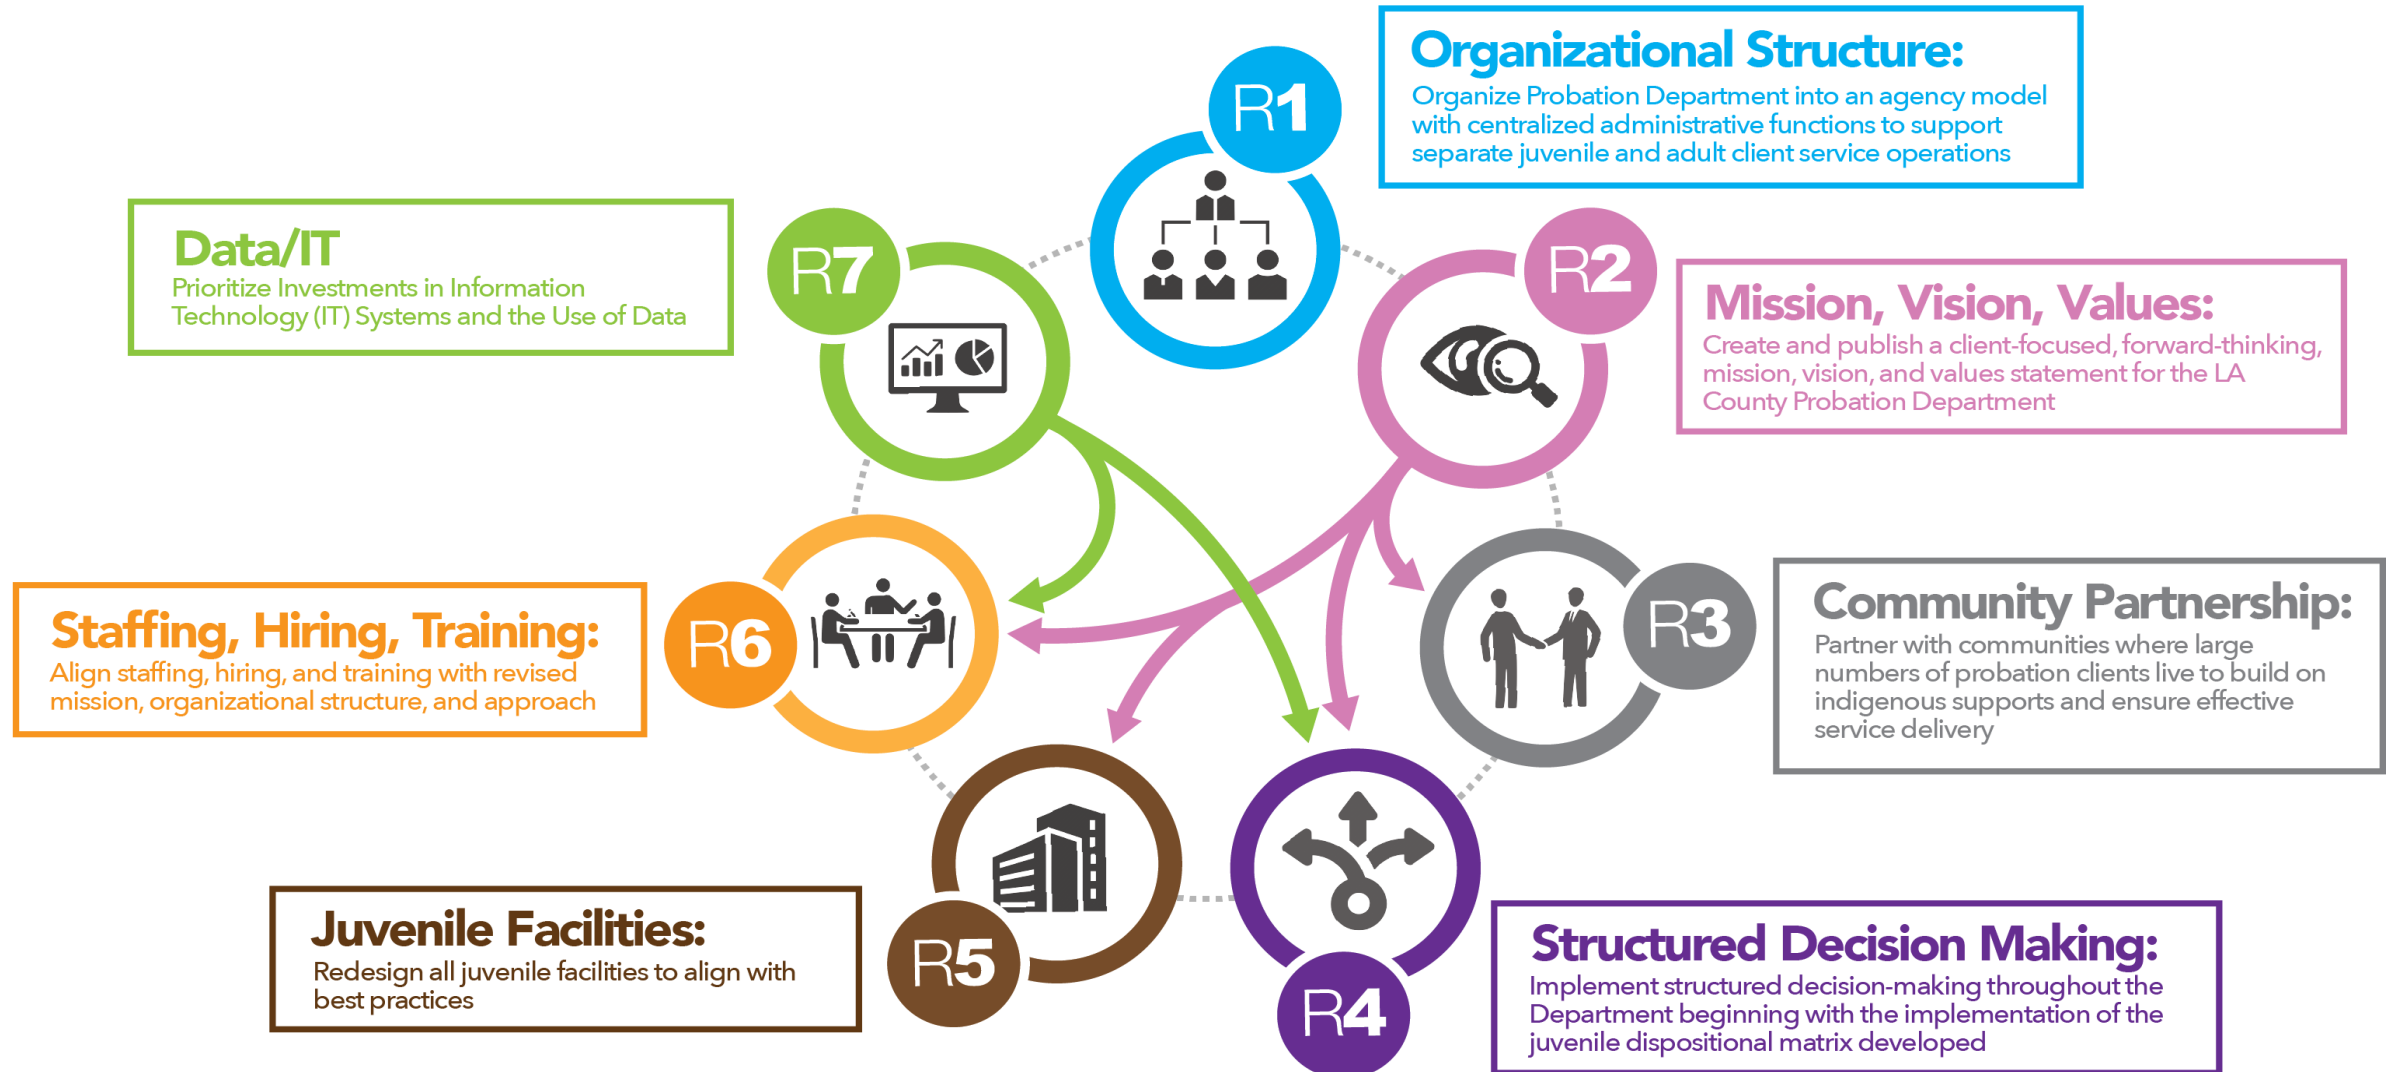 R1
Organizational Structure:
Organize Probation Department into an agency model
with centralized administrative functions to support
separate juvenile and adult client service operations
R2
Mission, Vision, Values:
Create and publish a client-focused, forward-thinking,
mission, vision, and values statement for the LA
County Probation Department
R3
Community Partnership:
Partner with communities where large
numbers of probation clients live to build on
indigenous supports and ensure effective
service delivery
R4
Structured Decision Making:
Implement structured decision-making throughout the
Department beginning with the implementation of the
juvenile dispositional matrix developed
R5
Juvenile Facilities:
Redesign all juvenile facilities to align with
best practices
R6
Staffing, Hiring, Training:
Align staffing, hiring, and training with revised
mission, organizational structure, and approach
R7
Data/IT
Prioritize Investments in Information
Technology (IT) Systems and the Use of Data